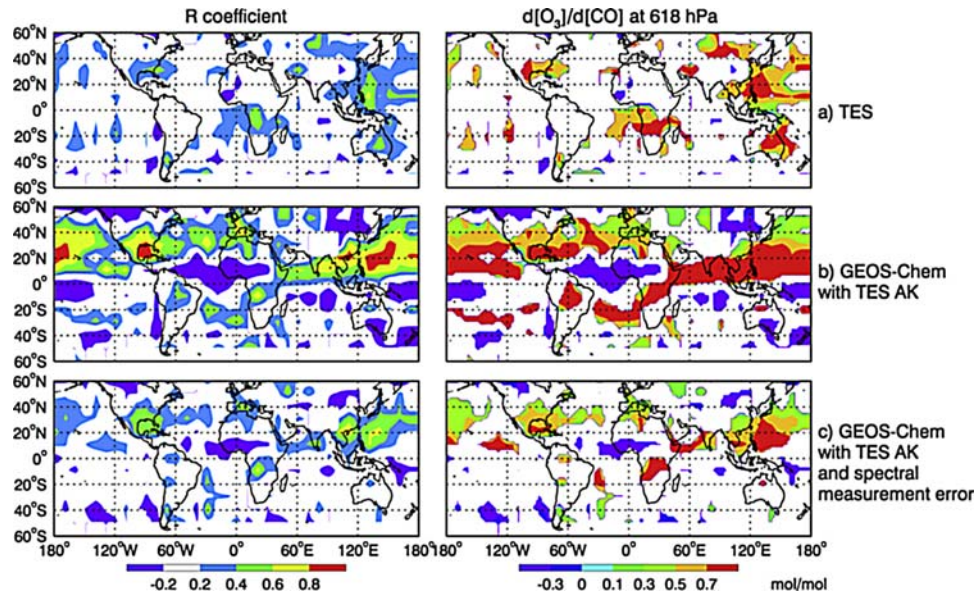 R coefficient
d[O₃]/d[CO] at 618 hPa
60°N
40°N
20°N
0°
20°S
40°S
60°S
a) TES
60°N
40°N
20°N
0°
20°S
40°S
60°S
b) GEOS-Chem
with TES AK
60°N
40°N
20°N
0°
20°S
40°S
60°S
c) GEOS-Chem
with TES AK
and spectral
measurement error
180° 120°W 60°W 0° 60°E 120°E 180°
180° 120°W 60°W 0° 60°E 120°E 180°
-0.2 0.2 0.4 0.6 0.8
-0.3 0 0.1 0.3 0.5 0.7 mol/mol